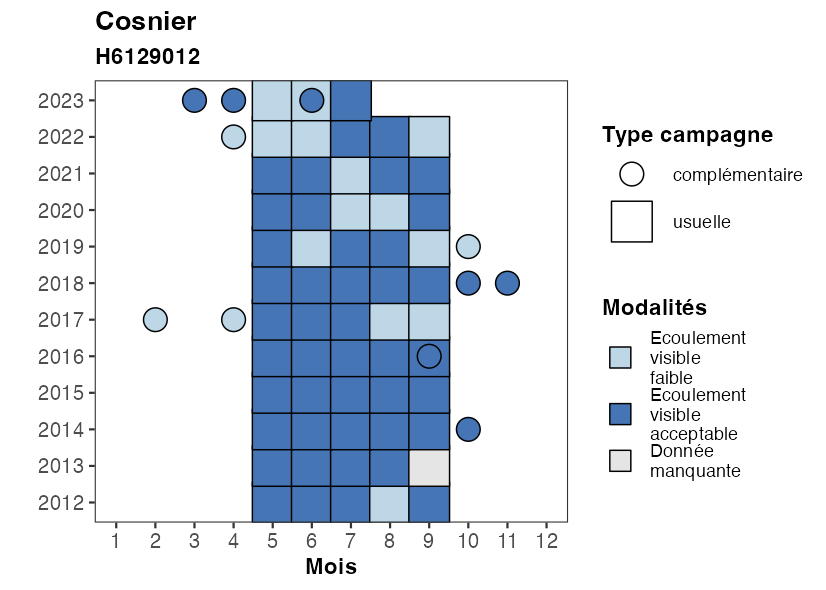 Cosnier
H6129012
2023
2022
2021
2020
2019
2018
2017
2016
2015
2014
2013
2012
1 2 3 4 5 6 7 8 9 10 11 12
Mois
Type campagne
complémentaire
usuelle
Modalités
Ecoulement
visible
faible
Ecoulement
visible
acceptable
Donnée
manquante